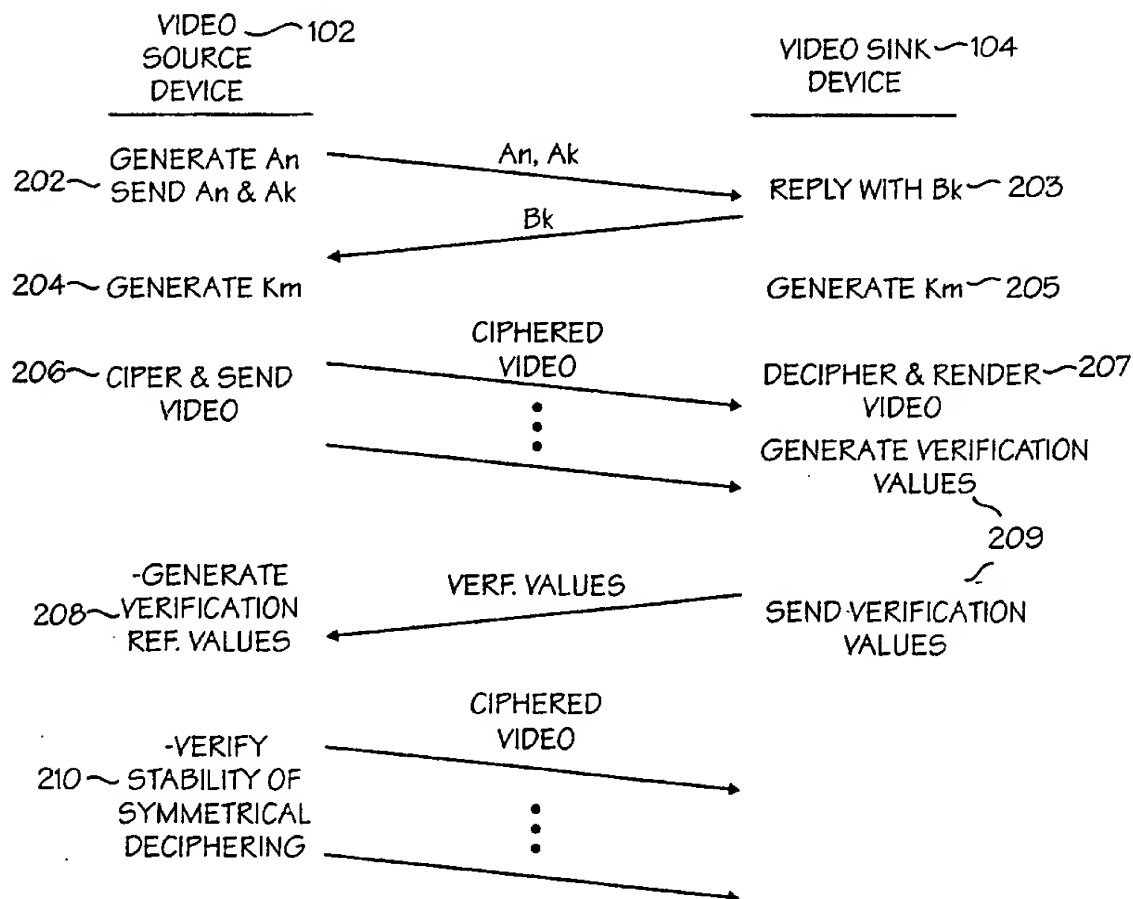 VIDEO SOURCE DEVICE 102
VIDEO SINK DEVICE 104
202 GENERATE An
SEND An & Ak
An, Ak
REPLY WITH Bk 203
Bk
204 GENERATE Km
GENERATE Km 205
CIPHERED
VIDEO
206 CIPER & SEND
VIDEO
DECIPHER & RENDER 207
VIDEO
GENERATE VERIFICATION
VALUES
209
-GENERATE
208 VERIFICATION
REF. VALUES
VERF. VALUES
SEND VERIFICATION
VALUES
CIPHERED
VIDEO
-VERIFY
210 STABILITY OF
SYMMETRICAL
DECIPHERING